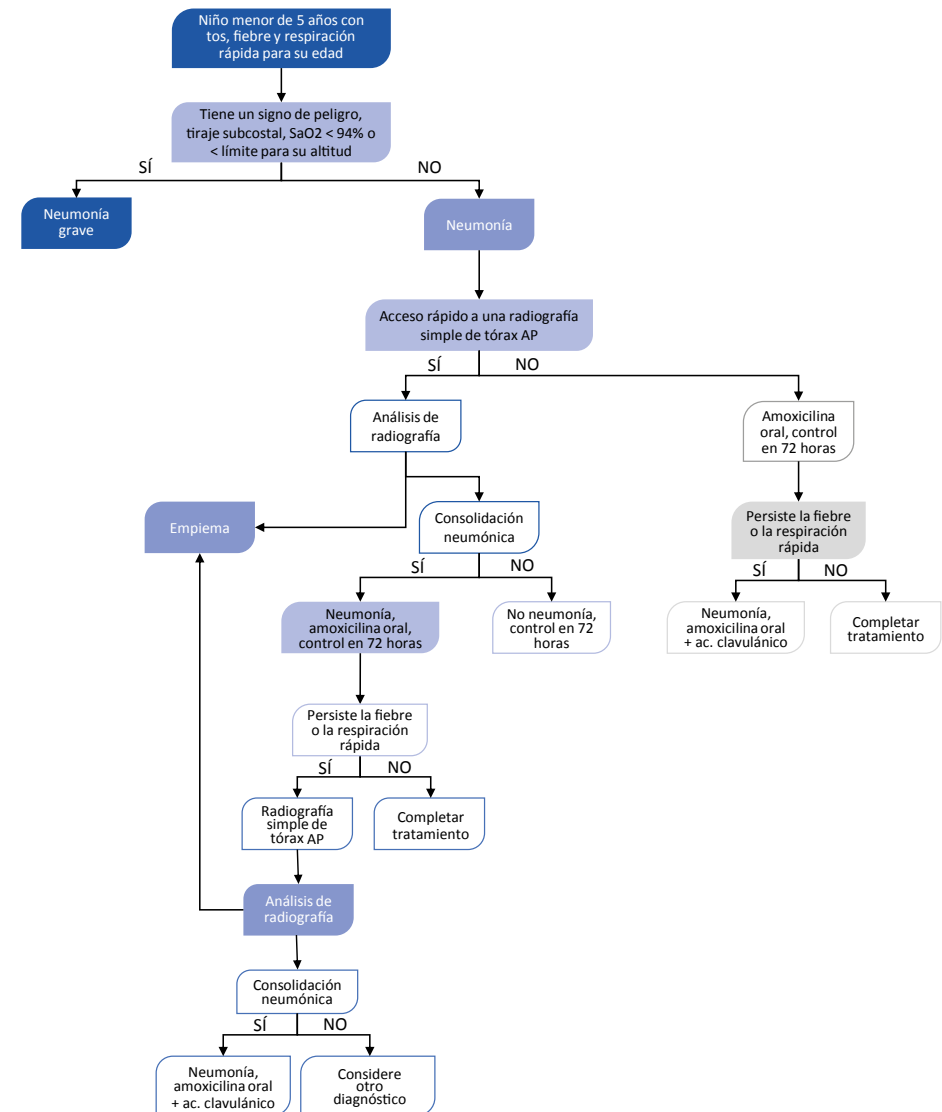 Niño menor de 5 años con
tos, fiebre y respiración
rápida para su edad
Tiene un signo de peligro,
tiraje subcostal, SaO2 < 94% o
< límite para su altitud
SÍ
NO
Neumonía
grave
Neumonía
Acceso rápido a una radiografía
simple de tórax AP
SÍ
NO
Análisis de
radiografía
Amoxicilina
oral, control
en 72 horas
Empiema
Consolidación
neumónica
Persiste la fiebre
o la respiración
rápida
SÍ
NO
SÍ
NO
Neumonía,
amoxicilina oral,
control en 72 horas
No neumonía,
control en 72
horas
Neumonía,
amoxicilina oral
+ ac. clavulánico
Completar
tratamiento
Persiste la fiebre
o la respiración
rápida
SÍ
NO
Radiografía
simple de
tórax AP
Completar
tratamiento
Análisis de
radiografía
Consolidación
neumónica
SÍ
NO
Neumonía,
amoxicilina oral
+ ac. clavulánico
Considere
otro
diagnóstico